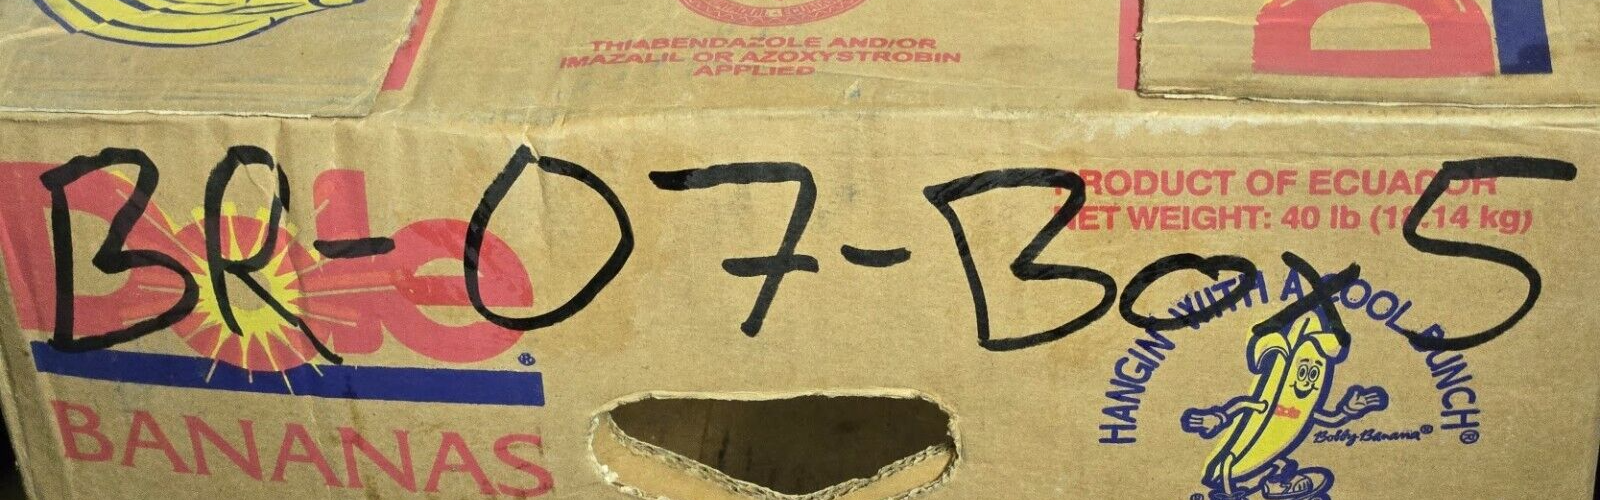 THIABENDAZOLE AND/OR
IMAZALIL OR AZOXYSTROBIN
APPLIED
BR-07-Box5
Dole®
BANANAS
PRODUCT OF ECUADOR
NET WEIGHT: 40 lb (18.14 kg)
HANGIN' WITH A COOL BUNCH®
Dole
Bobby Banana®